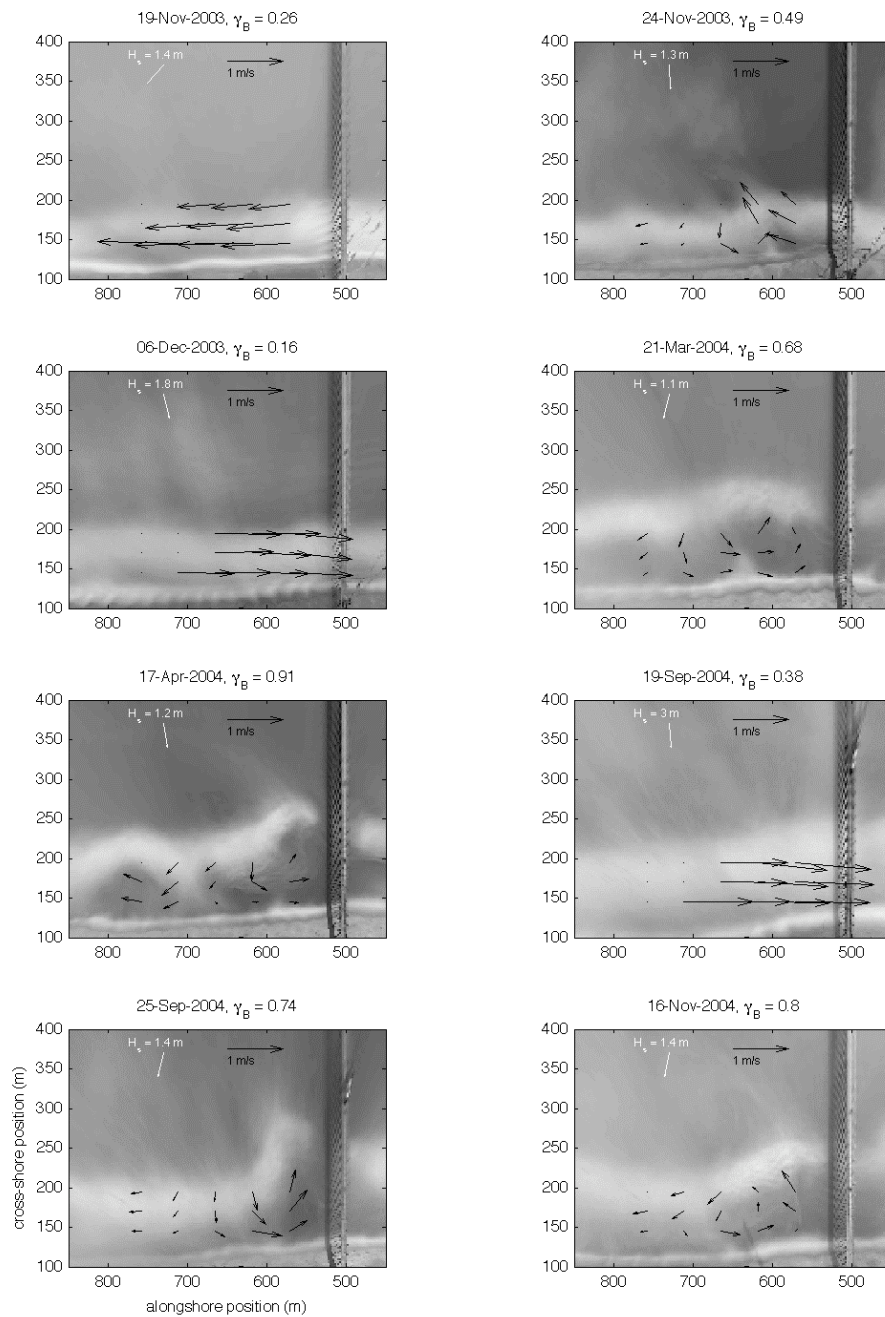 19-Nov-2003, γB = 0.26
24-Nov-2003, γB = 0.49
400
350
300
250
200
150
100
Hs = 1.4 m
1 m/s
800 700 600 500
400
350
300
250
200
150
100
Hs = 1.3 m
1 m/s
800 700 600 500
06-Dec-2003, γB = 0.16
21-Mar-2004, γB = 0.68
400
350
300
250
200
150
100
Hs = 1.8 m
1 m/s
800 700 600 500
400
350
300
250
200
150
100
Hs = 1.1 m
1 m/s
800 700 600 500
17-Apr-2004, γB = 0.91
19-Sep-2004, γB = 0.38
400
350
300
250
200
150
100
Hs = 1.2 m
1 m/s
800 700 600 500
400
350
300
250
200
150
100
Hs = 3 m
1 m/s
800 700 600 500
25-Sep-2004, γB = 0.74
16-Nov-2004, γB = 0.8
cross-shore position (m)
400
350
300
250
200
150
100
Hs = 1.4 m
1 m/s
800 700 600 500
alongshore position (m)
400
350
300
250
200
150
100
Hs = 1.4 m
1 m/s
800 700 600 500